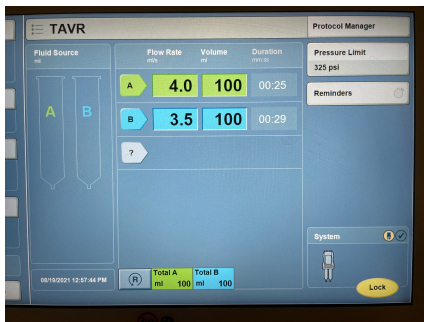 TAVR
Protocol Manager
Fluid Source
ml
Flow Rate
ml/s
Volume
ml
Duration
mm:ss
Pressure Limit
325 psi
A
4.0
100
00:25
Reminders
A
B
B
3.5
100
00:29
?
System
08/19/2021 12:57:44 PM
R
Total A
ml 100
Total B
ml 100
Lock